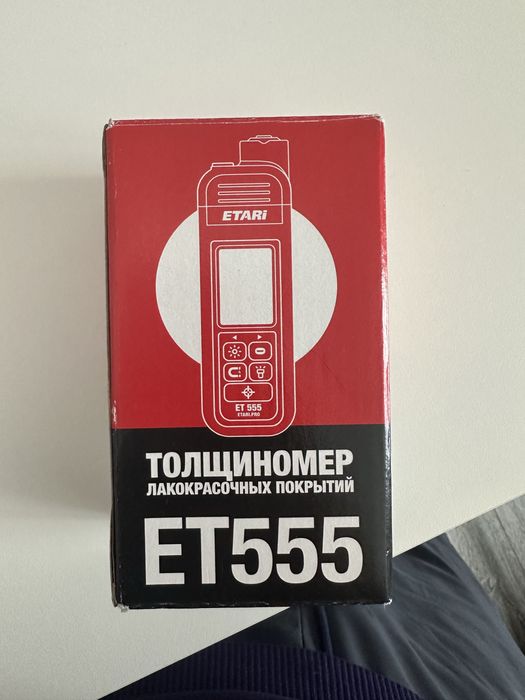 ETARI
ET 555
ETARI.PRO
ТОЛЩИНОМЕР
ЛАКОКРАСОЧНЫХ ПОКРЫТИЙ
ET555